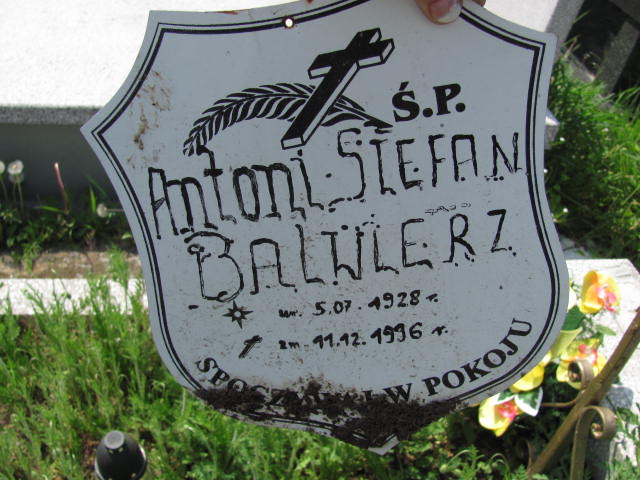 Ś.P.
Antoni·STEFAN
BALWIERZ
ur. 5.07.1928 r.
zm. 11.12.1996 r.
SPOCZYWAJ W POKOJU